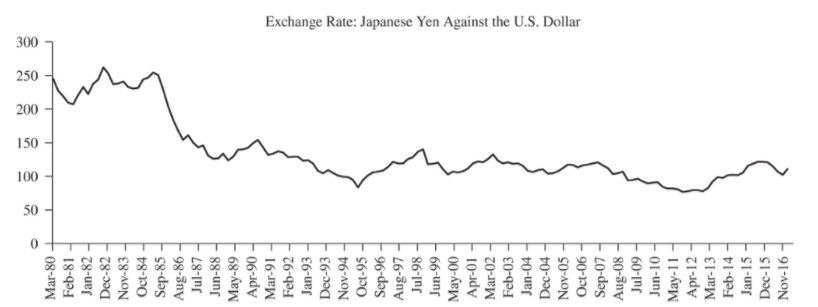 Exchange Rate: Japanese Yen Against the U.S. Dollar
300
250
200
150
100
50
0
Mar-80
Feb-81
Jan-82
Dec-82
Nov-83
Oct-84
Sep-85
Aug-86
Jul-87
Jun-88
May-89
Apr-90
Mar-91
Feb-92
Jan-93
Dec-93
Nov-94
Oct-95
Sep-96
Aug-97
Jul-98
Jun-99
May-00
Apr-01
Mar-02
Feb-03
Jan-04
Dec-04
Nov-05
Oct-06
Sep-07
Aug-08
Jul-09
Jun-10
May-11
Apr-12
Mar-13
Feb-14
Jan-15
Dec-15
Nov-16